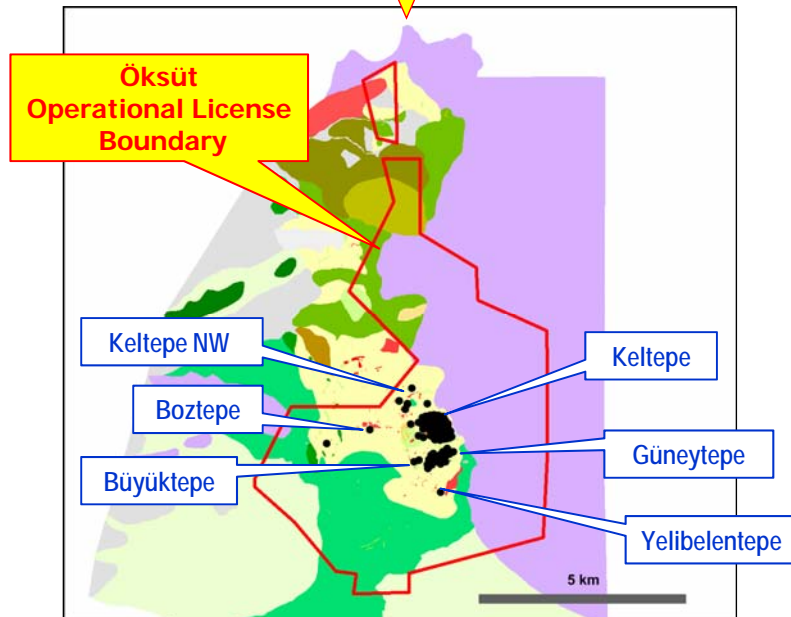 Öksüt
Operational License
Boundary
Keltepe NW
Keltepe
Boztepe
Güneytepe
Büyüktepe
Yelibelentepe
5 km